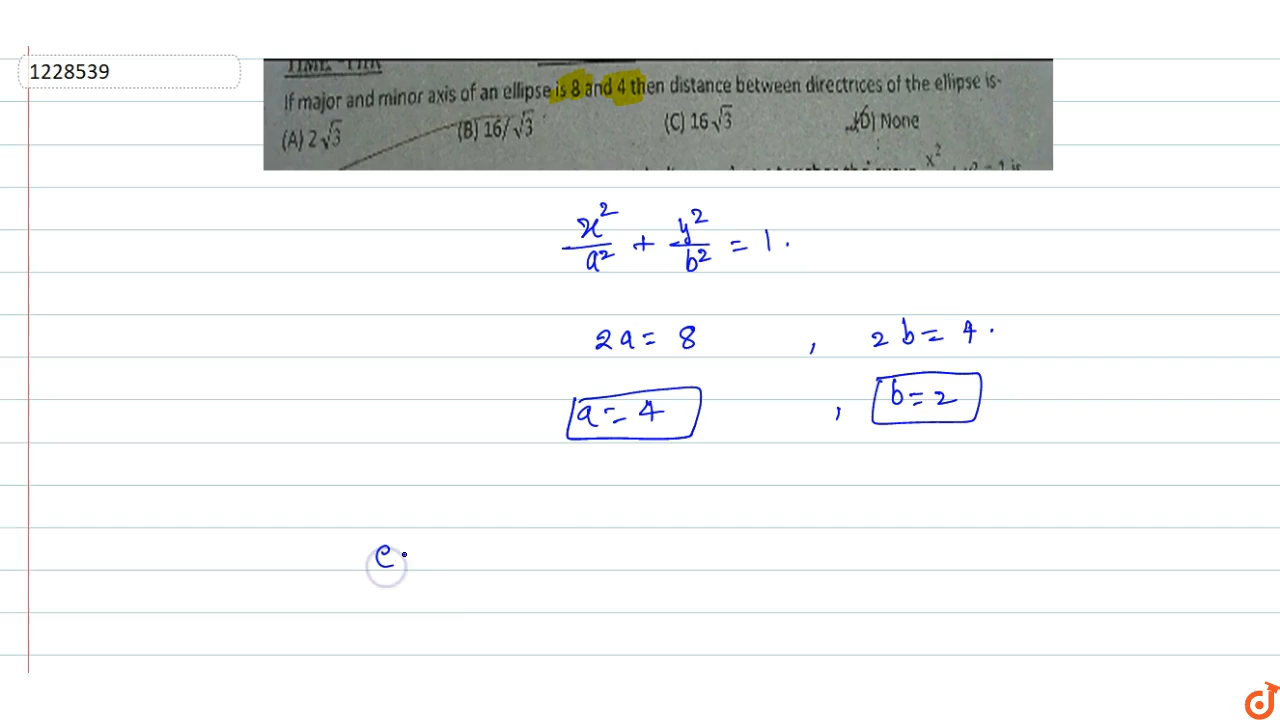 1228539
If major and minor axis of an ellipse is 8 and 4 then distance between directrices of the ellipse is-
(A) 2√3 (B) 16/√3 (C) 16√3 (D) None
x²
x²/a² + y²/b² = 1.
2a = 8 , 2b = 4.
a = 4 , b = 2
e